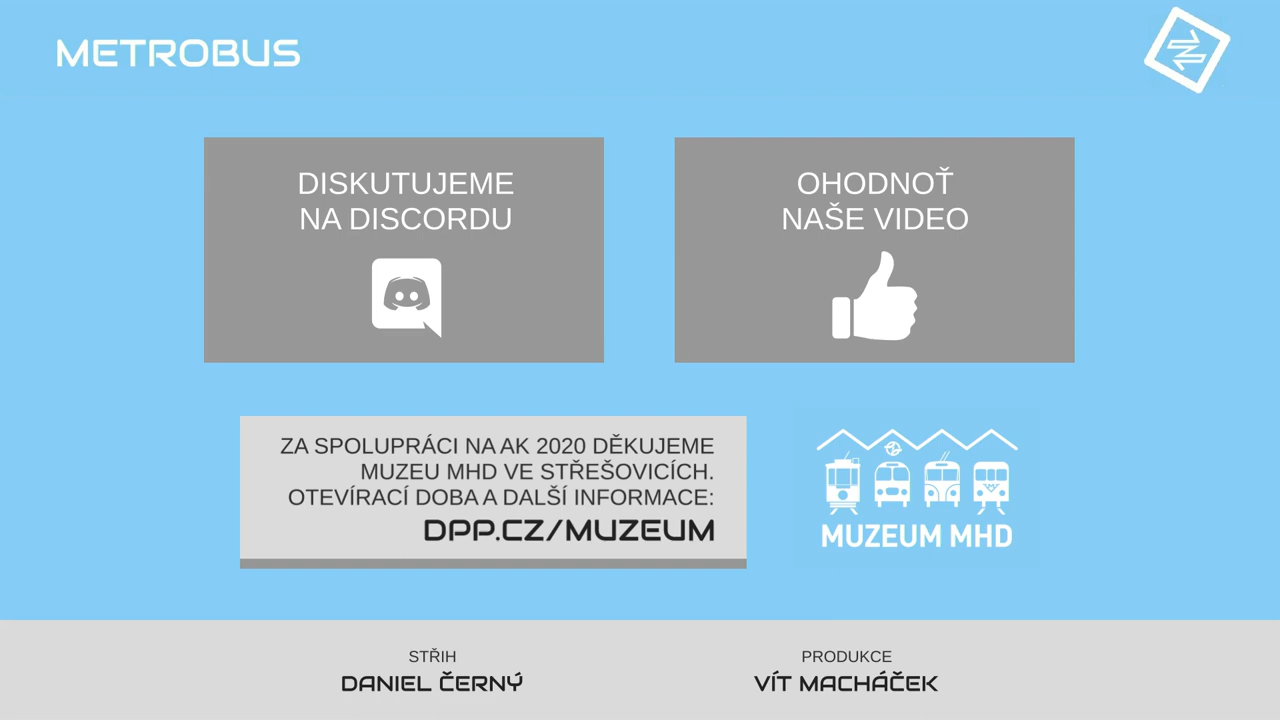 METROBUS
DISKUTUJEME
NA DISCORDU
OHODNOŤ
NAŠE VIDEO
ZA SPOLUPRÁCI NA AK 2020 DĚKUJEME
MUZEU MHD VE STŘEŠOVICÍCH.
OTEVÍRACÍ DOBA A DALŠÍ INFORMACE:
DPP.CZ/MUZEUM
MUZEUM MHD
STŘIH
DANIEL ČERNÝ
PRODUKCE
VÍT MACHÁČEK